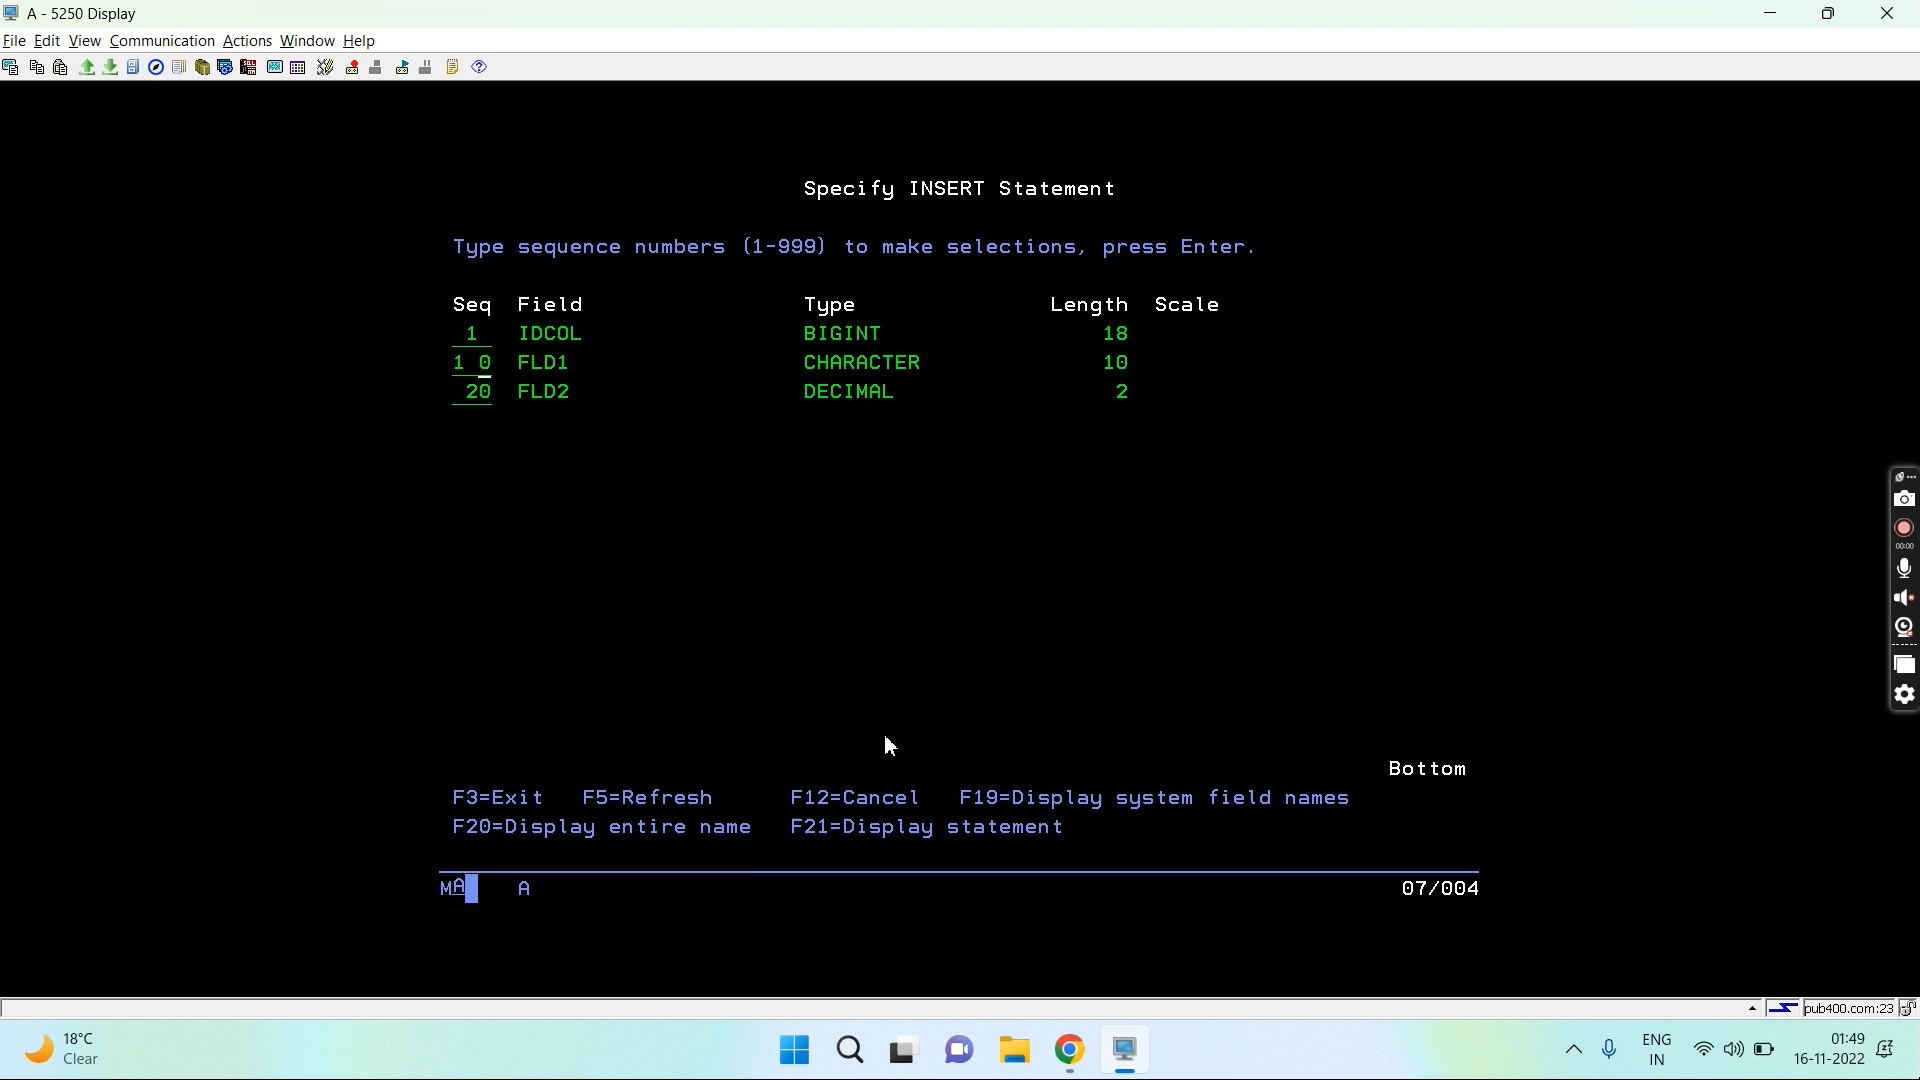 A - 5250 Display
File Edit View Communication Actions Window Help
Specify INSERT Statement
Type sequence numbers (1-999) to make selections, press Enter.
Seq Field Type Length Scale
1 IDCOL BIGINT 18
1 0 FLD1 CHARACTER 10
20 FLD2 DECIMAL 2
Bottom
F3=Exit F5=Refresh F12=Cancel F19=Display system field names
F20=Display entire name F21=Display statement
MA A 07/004
00:00
pub400.com:23
18°C
Clear
ENG
IN
01:49
16-11-2022